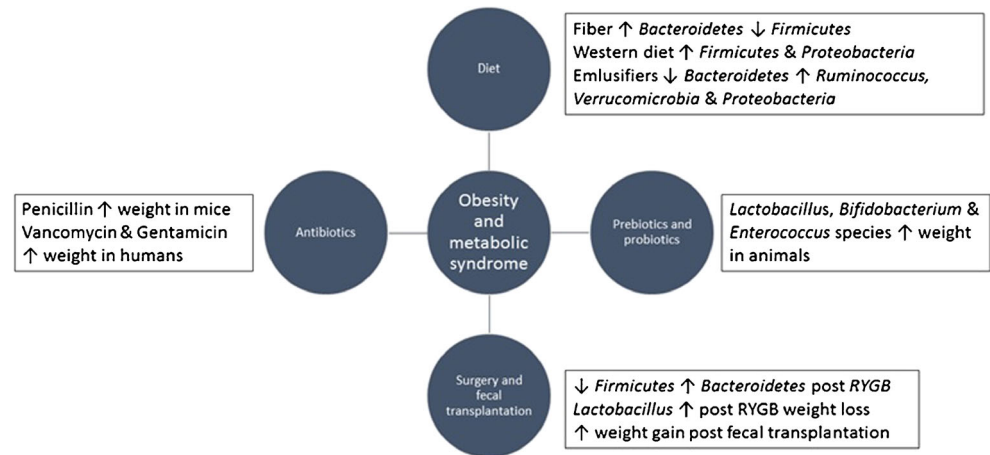 Diet
Fiber ↑ Bacteroidetes ↓ Firmicutes
Western diet ↑ Firmicutes & Proteobacteria
Emlusifiers ↓ Bacteroidetes ↑ Ruminococcus,
Verrucomicrobia & Proteobacteria
Penicillin ↑ weight in mice
Vancomycin & Gentamicin
↑ weight in humans
Antibiotics
Obesity
and
metabolic
syndrome
Prebiotics and
probiotics
Lactobacillus, Bifidobacterium &
Enterococcus species ↑ weight
in animals
Surgery and
fecal
transplantation
↓ Firmicutes ↑ Bacteroidetes post RYGB
Lactobacillus ↑ post RYGB weight loss
↑ weight gain post fecal transplantation